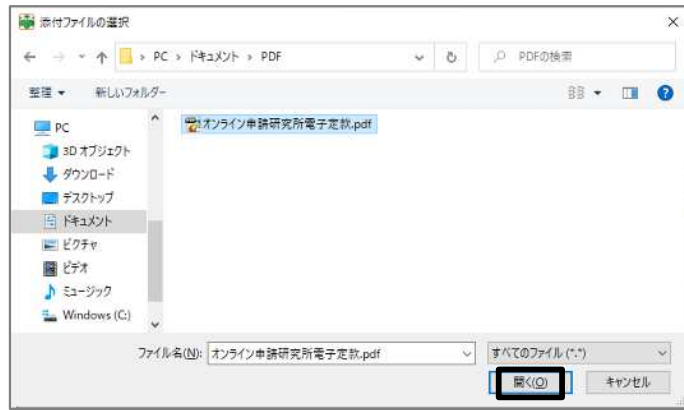 添付ファイルの選択
PC › ドキュメント › PDF
PDFの検索
整理 新しいフォルダー
PC
3D オブジェクト
ダウンロード
デスクトップ
ドキュメント
ピクチャ
ビデオ
ミュージック
Windows (C:)
オンライン申請研究所電子定款.pdf
ファイル名(N): オンライン申請研究所電子定款.pdf すべてのファイル (*.*)
開く(O) キャンセル